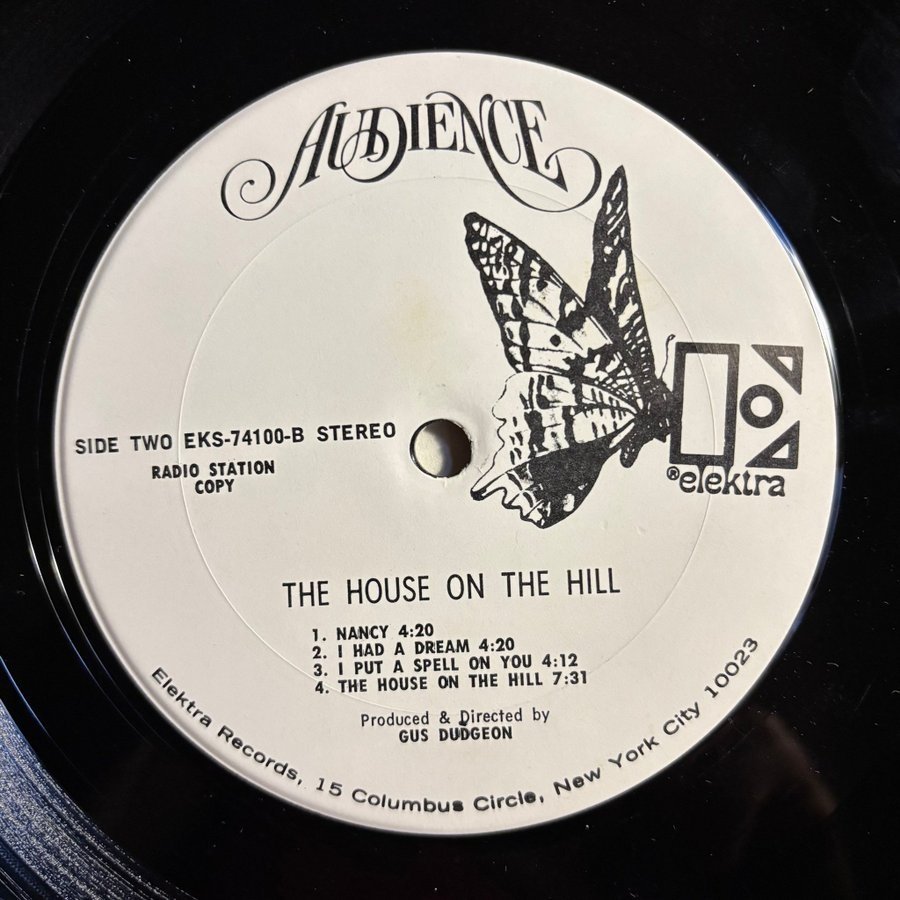 AUDIENCE
SIDE TWO EKS-74100-B STEREO
RADIO STATION
COPY
®elektra
THE HOUSE ON THE HILL
1. NANCY 4:20
2. I HAD A DREAM 4:20
3. I PUT A SPELL ON YOU 4:12
4. THE HOUSE ON THE HILL 7:31
Produced & Directed by
GUS DUDGEON
Elektra Records, 15 Columbus Circle, New York City 10023